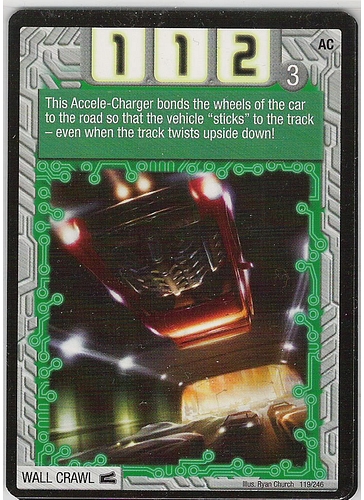 1 1 2
AC
3
This Accele-Charger bonds the wheels of the car
to the road so that the vehicle "sticks" to the track
– even when the track twists upside down!
WALL CRAWL
Illus. Ryan Church 119/246